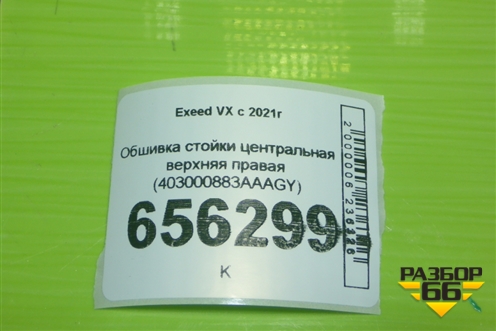 Exeed VX с 2021г
Обшивка стойки центральная
верхняя правая
(403000883AAAGY)
656299
К
РАЗБОР
66